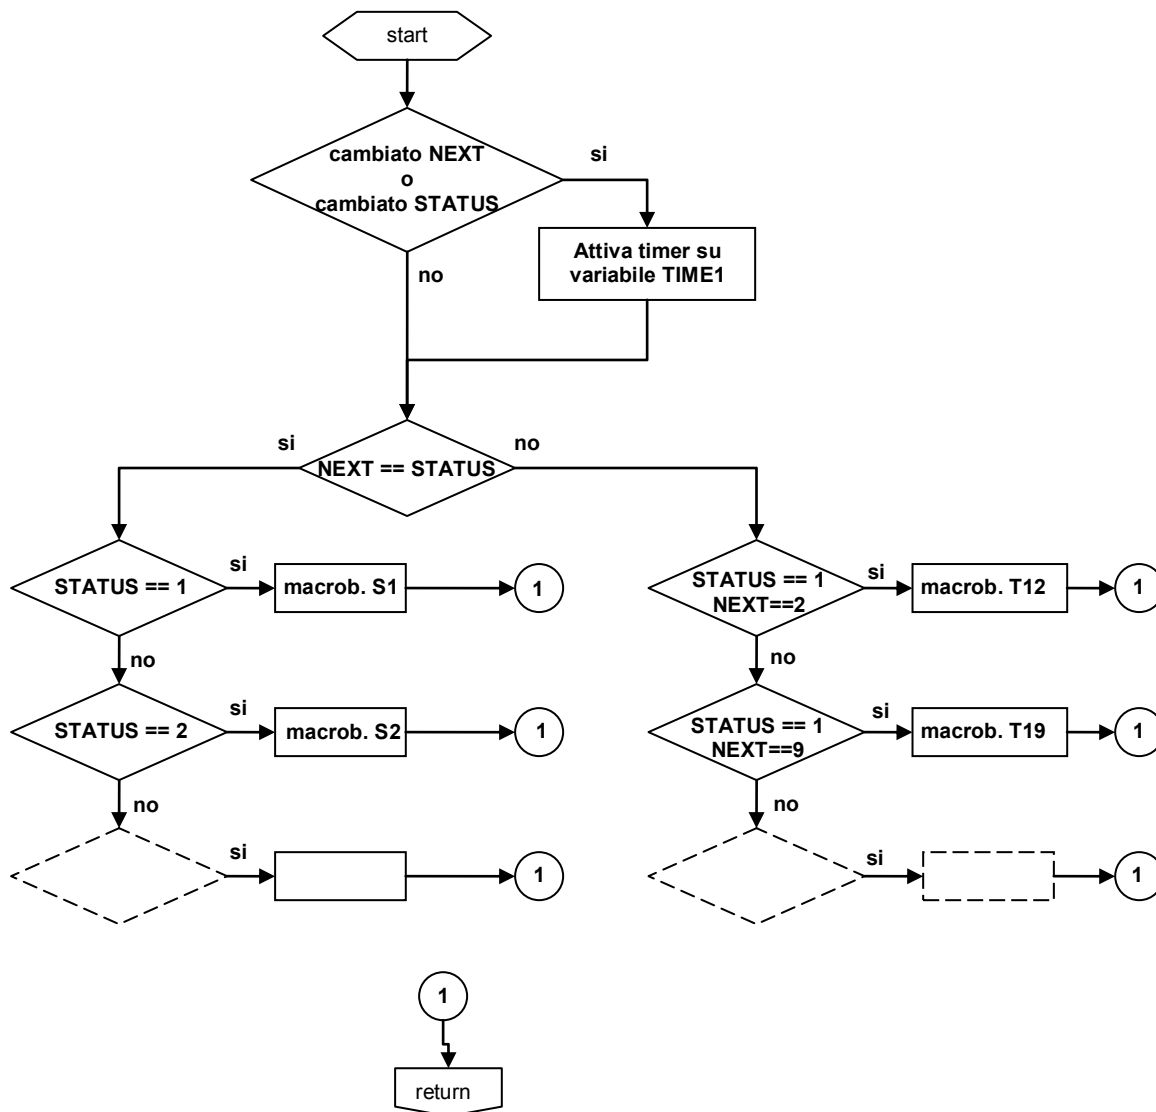 start
cambiato NEXT
o
cambiato STATUS
si
Attiva timer su
variabile TIME1
no
si
no
NEXT == STATUS
STATUS == 1
si
macrob. S1
1
STATUS == 1
NEXT==2
si
macrob. T12
1
no
no
STATUS == 2
si
macrob. S2
1
STATUS == 1
NEXT==9
si
macrob. T19
1
no
no
si
1
si
1
1
return